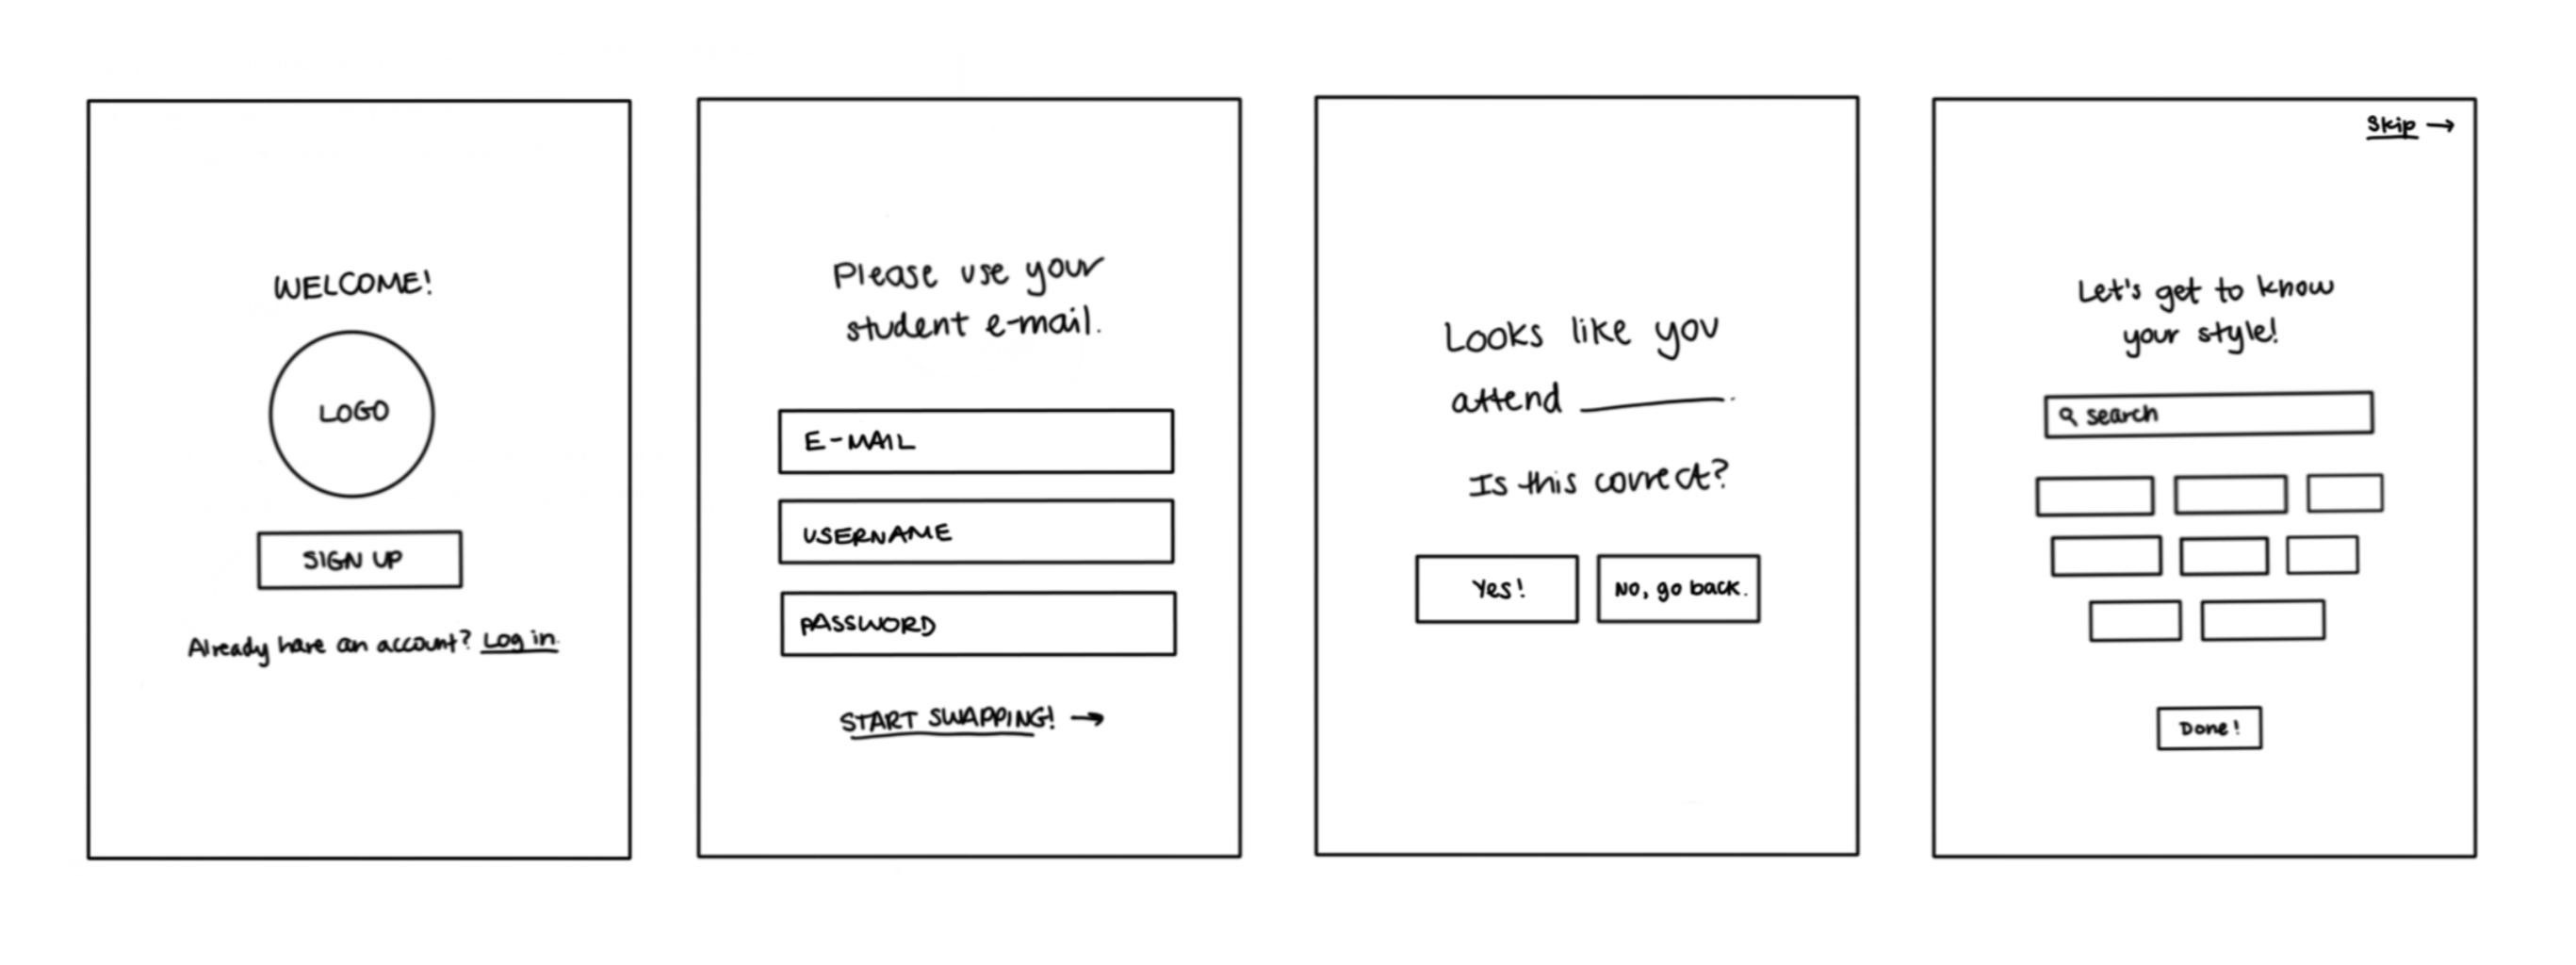 WELCOME!
LOGO
SIGN UP
Already have an account? Log in.
Please use your
student e-mail.
E-MAIL
USERNAME
PASSWORD
START SWAPPING! →
Looks like you
attend ________.
Is this correct?
Yes!
No, go back.
Skip →
Let's get to know
your style!
search
Done!